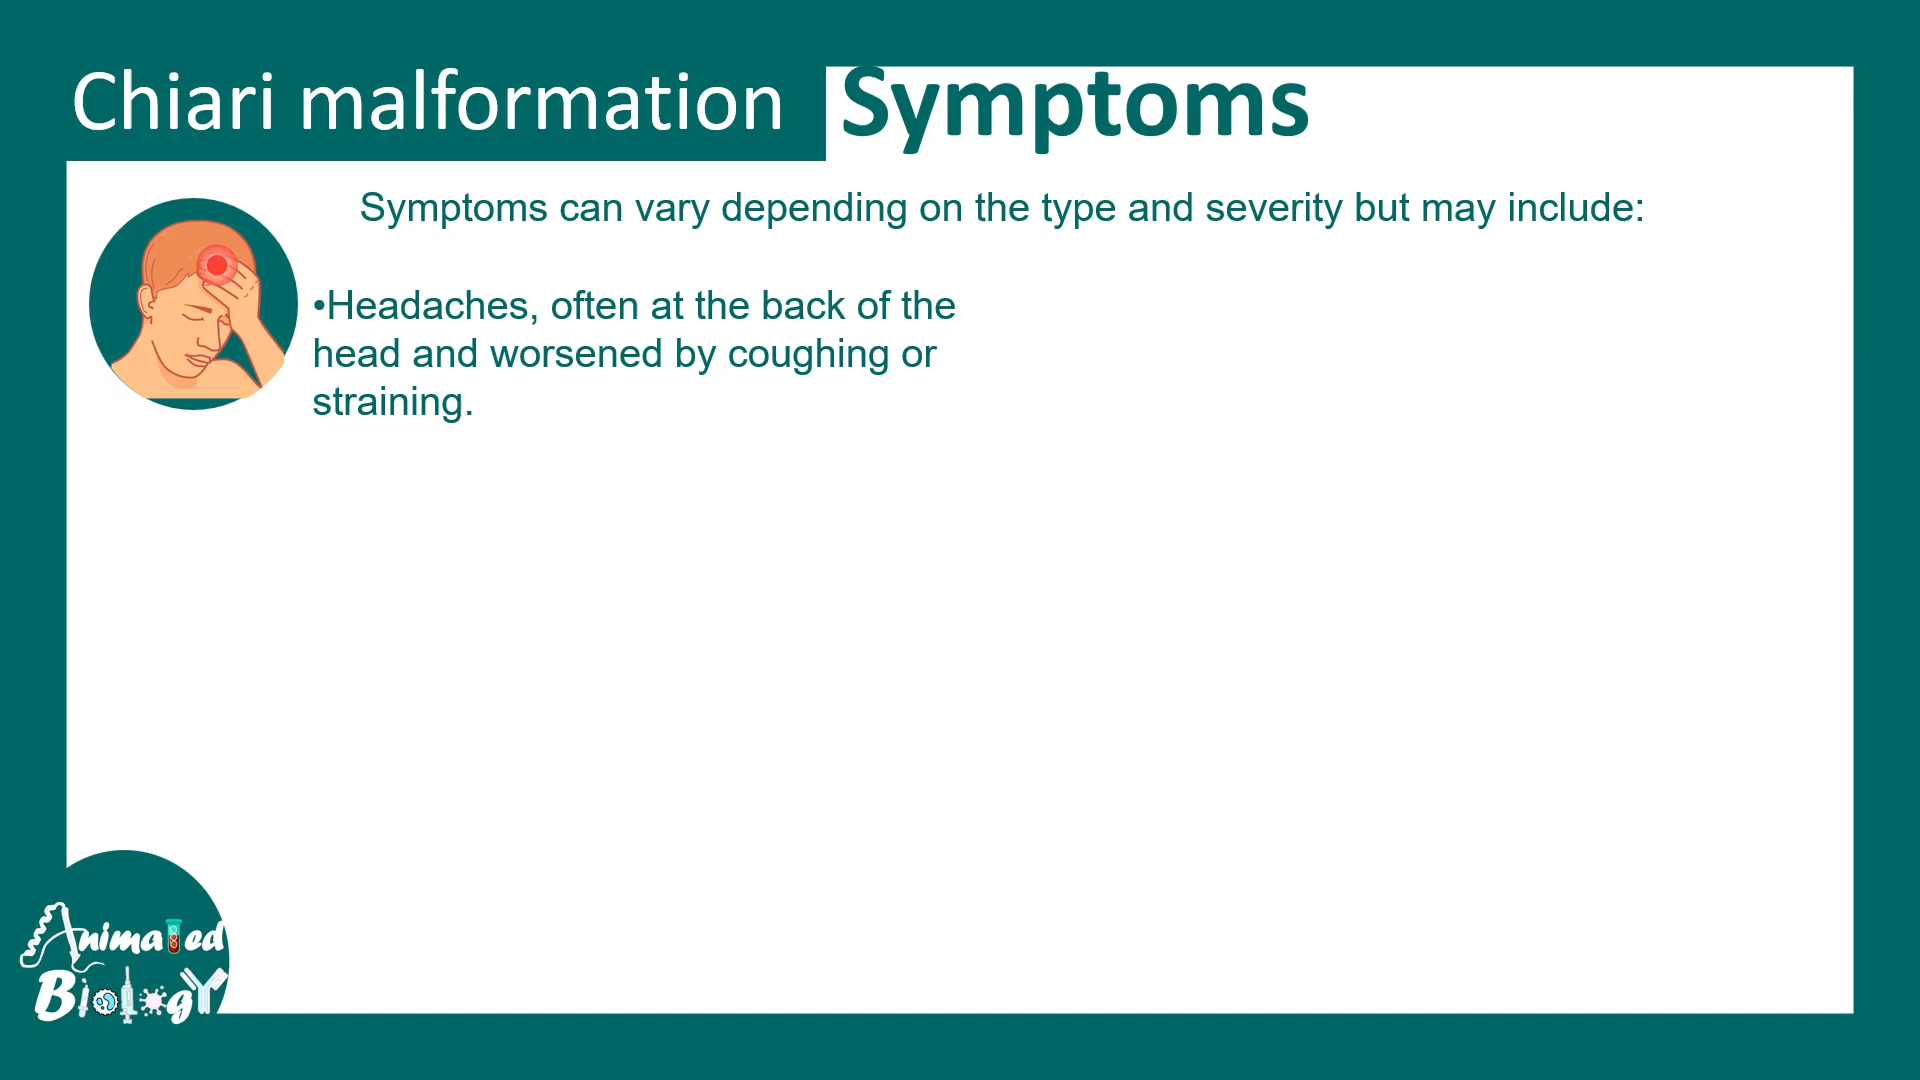 Chiari malformation Symptoms
Symptoms can vary depending on the type and severity but may include:
•Headaches, often at the back of the
head and worsened by coughing or
straining.
Animated
Biology